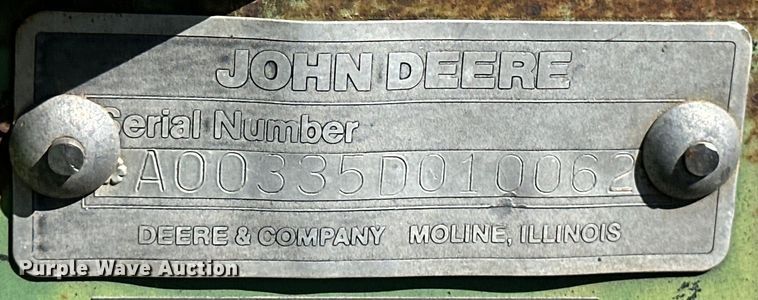 JOHN DEERE
Serial Number
A00335D010062
DEERE & COMPANY MOLINE, ILLINOIS
Purple Wave Auction